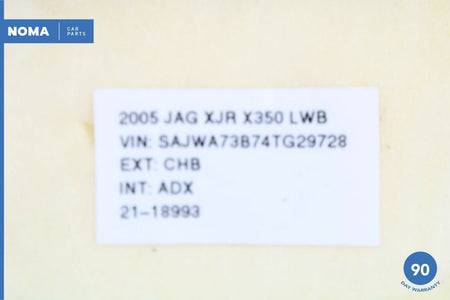 NOMA CAR PARTS
2005 JAG XJR X350 LWB
VIN: SAJWA73B74TG29728
EXT: CHB
INT: ADX
21-18993
90
DAY WARRANTY